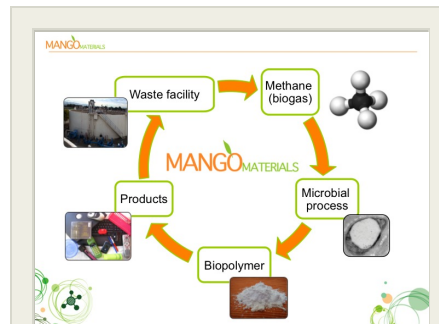 MANGO MATERIALS
Waste facility
Methane
(biogas)
MANGO MATERIALS
Products
Microbial
process
Biopolymer